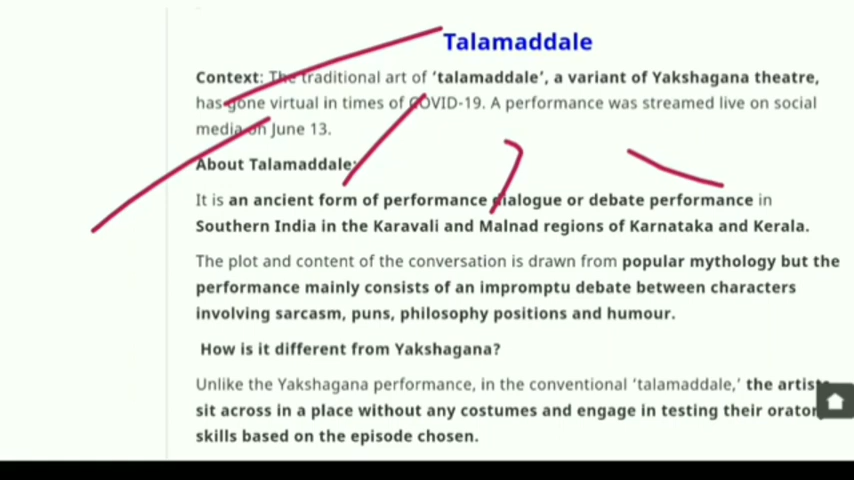 Talamaddale
Context: The traditional art of ‘talamaddale’, a variant of Yakshagana theatre,
has gone virtual in times of COVID-19. A performance was streamed live on social
media on June 13.
About Talamaddale:
It is an ancient form of performance dialogue or debate performance in
Southern India in the Karavali and Malnad regions of Karnataka and Kerala.
The plot and content of the conversation is drawn from popular mythology but the
performance mainly consists of an impromptu debate between characters
involving sarcasm, puns, philosophy positions and humour.
How is it different from Yakshagana?
Unlike the Yakshagana performance, in the conventional ‘talamaddale,’ the artists
sit across in a place without any costumes and engage in testing their oratory
skills based on the episode chosen.